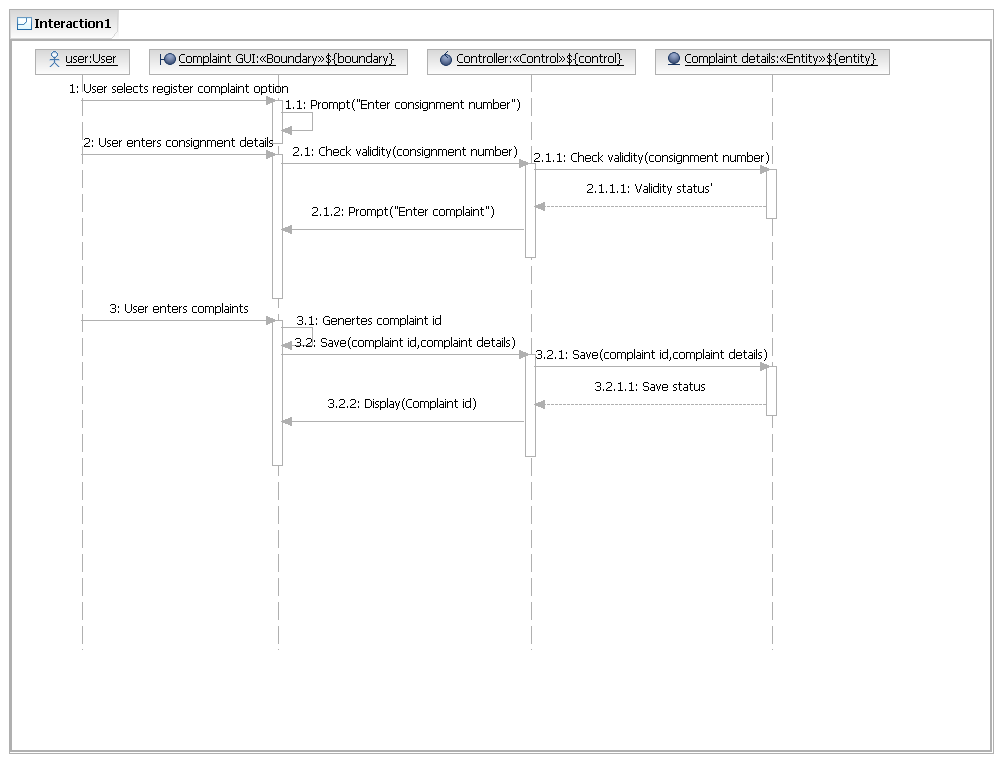 Interaction1
user:User
Complaint GUI:«Boundary»${boundary}
Controller:«Control»${control}
Complaint details:«Entity»${entity}
1: User selects register complaint option
1.1: Prompt("Enter consignment number")
2: User enters consignment details
2.1: Check validity(consignment number)
2.1.1: Check validity(consignment number)
2.1.1.1: Validity status'
2.1.2: Prompt("Enter complaint")
3: User enters complaints
3.1: Genertes complaint id
3.2: Save(complaint id,complaint details)
3.2.1: Save(complaint id,complaint details)
3.2.1.1: Save status
3.2.2: Display(Complaint id)